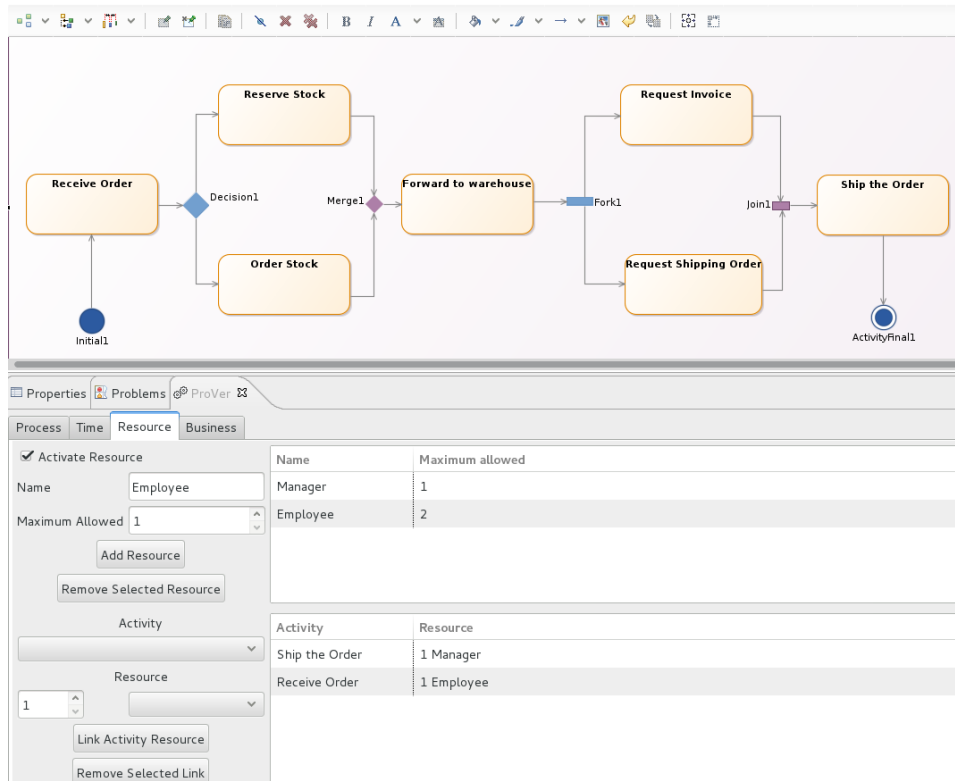 B I A
Reserve Stock
Request Invoice
Receive Order
Decision1
Merge1
Forward to warehouse
Fork1
Join1
Ship the Order
Order Stock
Request Shipping Order
Initial1
ActivityFinal1
Properties Problems ProVer
Process Time Resource Business
Activate Resource
Name Employee
Maximum Allowed 1
Add Resource
Remove Selected Resource
Activity
Resource
1
Link Activity Resource
Remove Selected Link
Name Maximum allowed
Manager 1
Employee 2
Activity Resource
Ship the Order 1 Manager
Receive Order 1 Employee